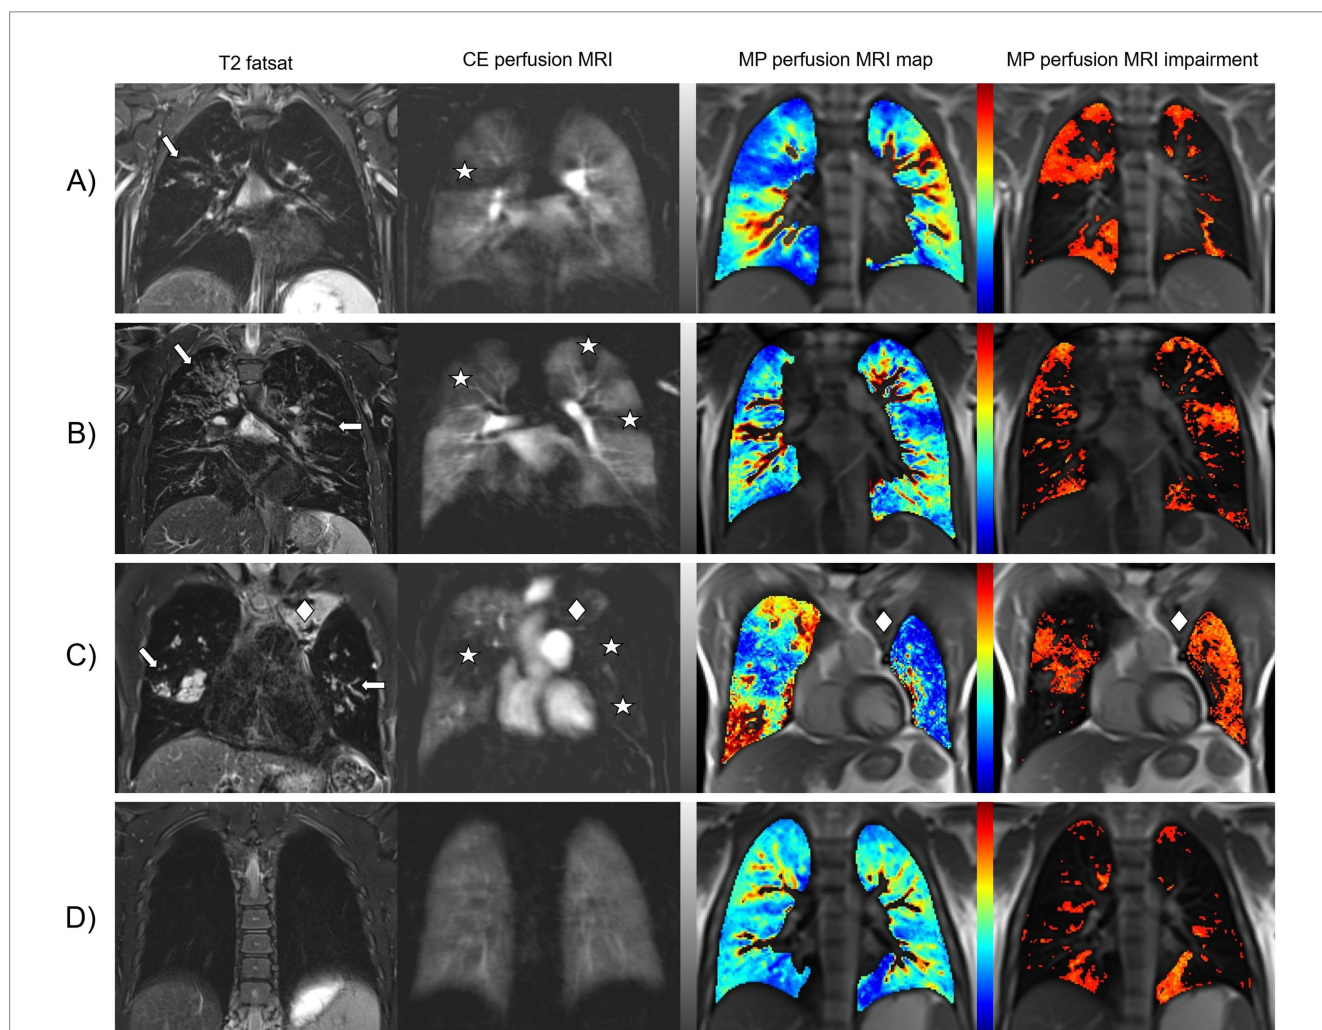 T2 fatsat CE perfusion MRI MP perfusion MRI map MP perfusion MRI impairment
A)
B)
C)
D)